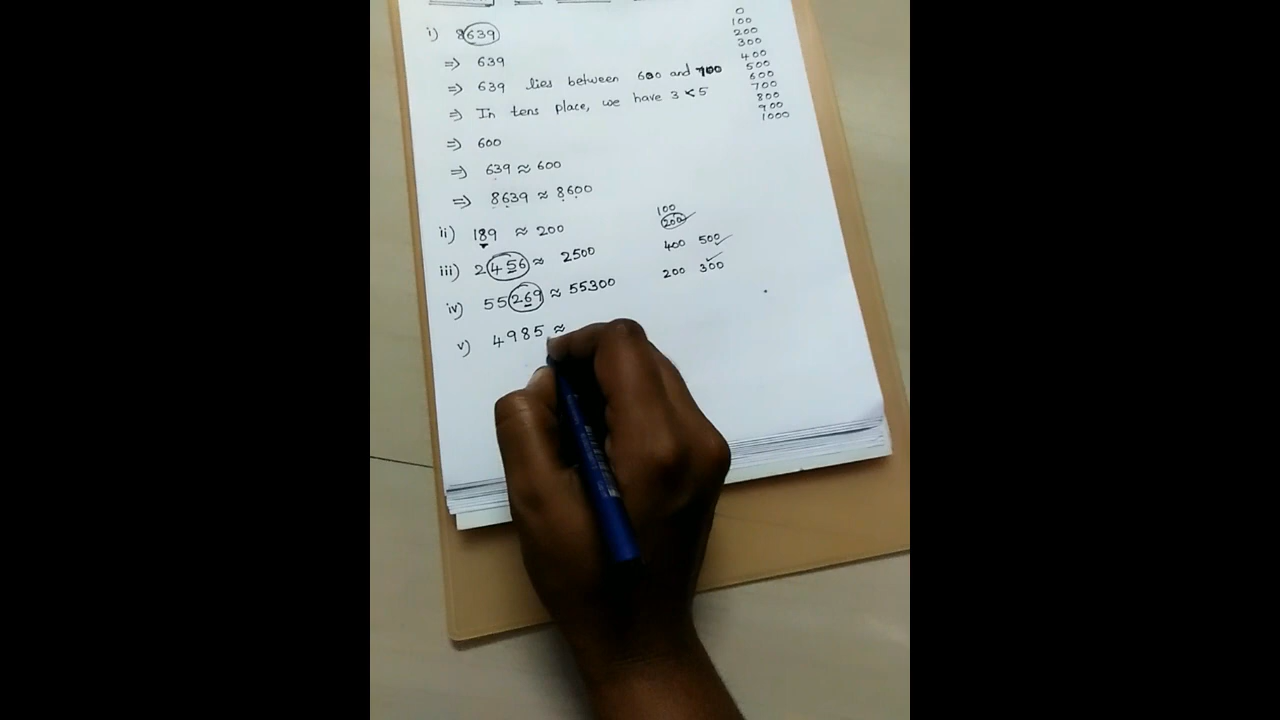 i) 8639
⇒ 639
⇒ 639 lies between 600 and 700
⇒ In tens place, we have 3 < 5
⇒ 600
⇒ 639 ≈ 600
⇒ 8639 ≈ 8600
ii) 189 ≈ 200
iii) 2456 ≈ 2500
iv) 55269 ≈ 55300
v) 4985 ≈
0
100
200
300
400
500
600
700
800
900
1000
100
200
400 500
200 300